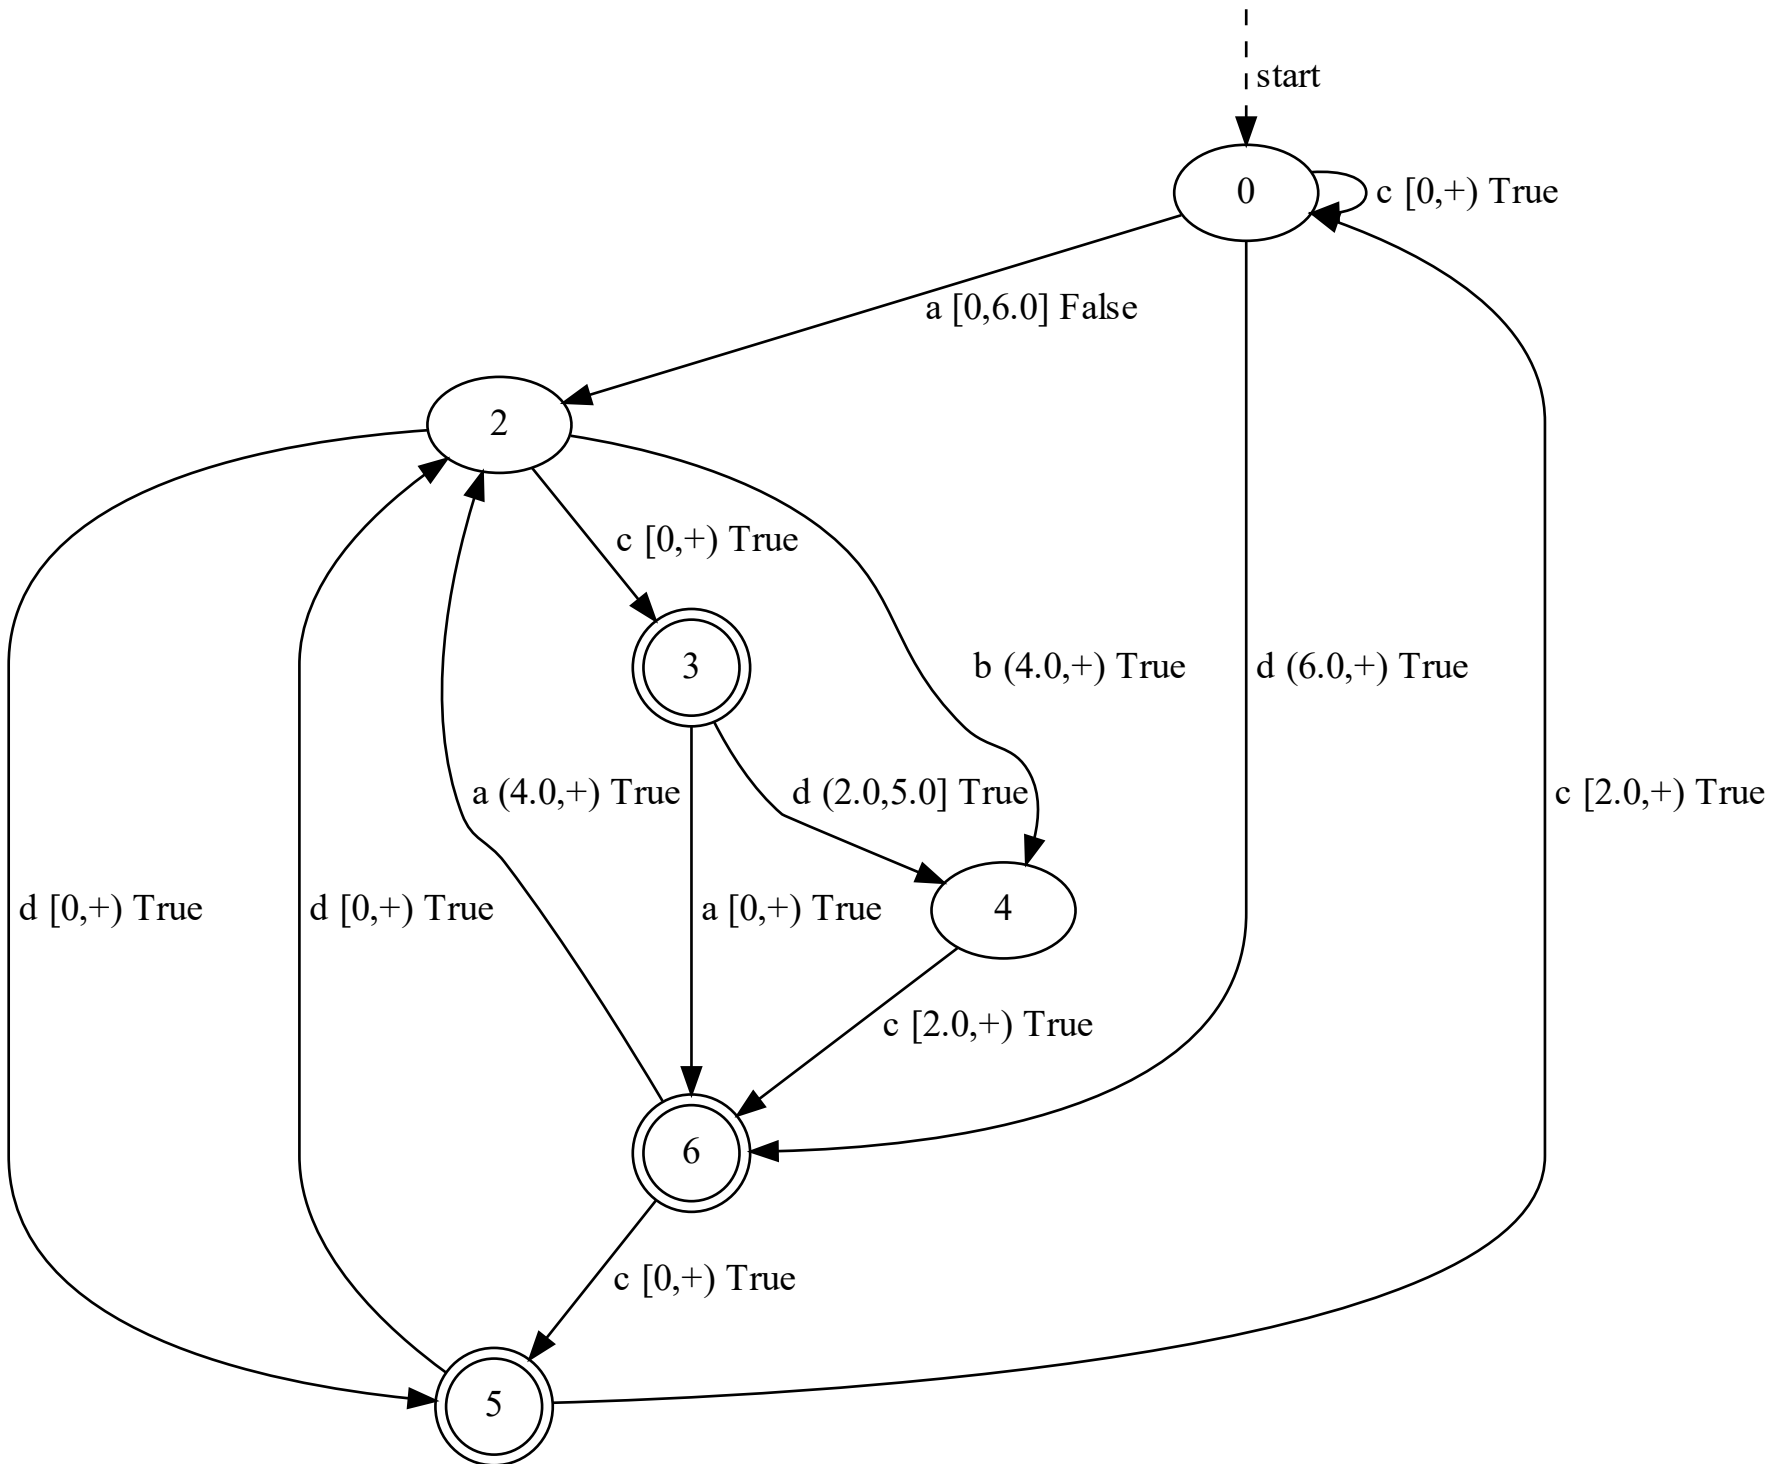 start
0
c [0,+) True
a [0,6.0] False
2
c [0,+) True
3
b (4.0,+) True
d (6.0,+) True
a (4.0,+) True
d (2.0,5.0] True
c [2.0,+) True
d [0,+) True
d [0,+) True
a [0,+) True
4
c [2.0,+) True
6
c [0,+) True
5